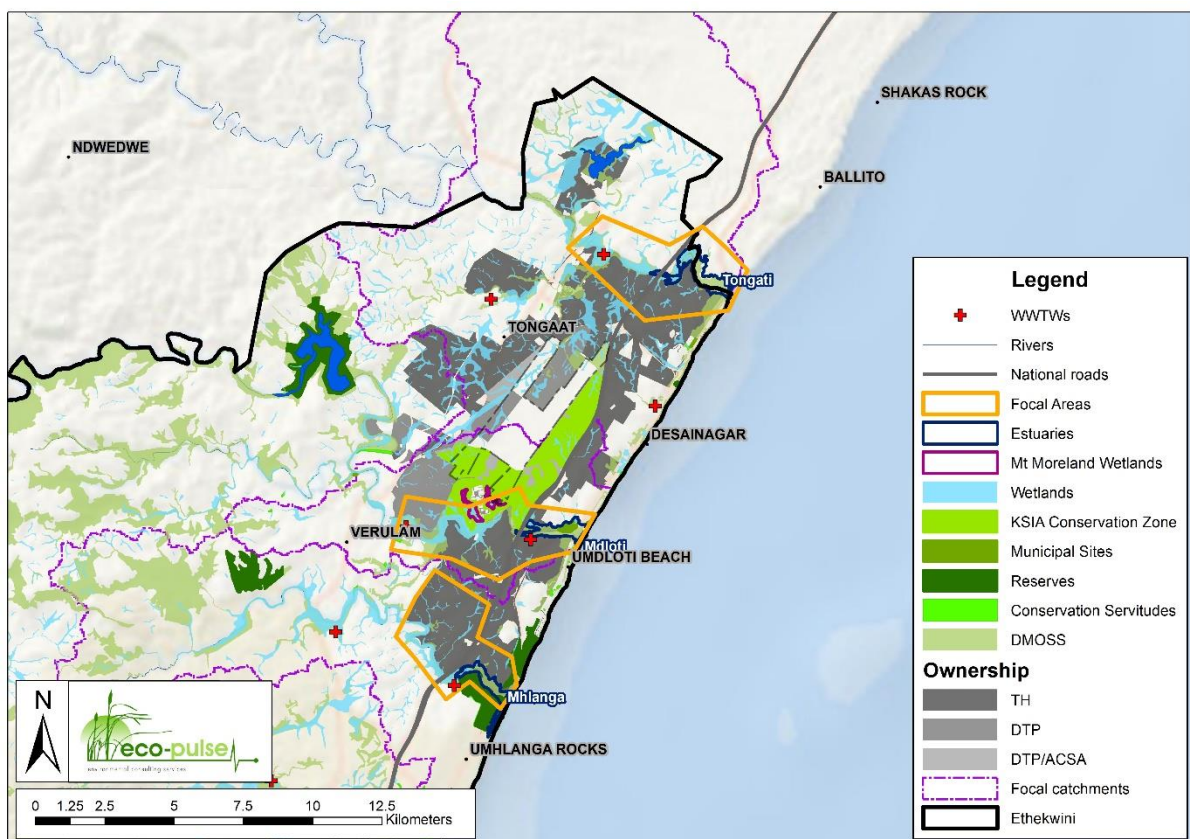 SHAKAS ROCK
NDWEDWE
BALLITO
Tongati
TONGAAT
DESAINAGAR
VERULAM
Mdloti
UMDLOTI BEACH
Mhlanga
UMHLANGA ROCKS
N
eco-pulse
environmental consulting services
0 1.25 2.5 5 7.5 10 12.5
Kilometers
Legend
WWTWs
Rivers
National roads
Focal Areas
Estuaries
Mt Moreland Wetlands
Wetlands
KSIA Conservation Zone
Municipal Sites
Reserves
Conservation Servitudes
DMOSS
Ownership
TH
DTP
DTP/ACSA
Focal catchments
Ethekwini